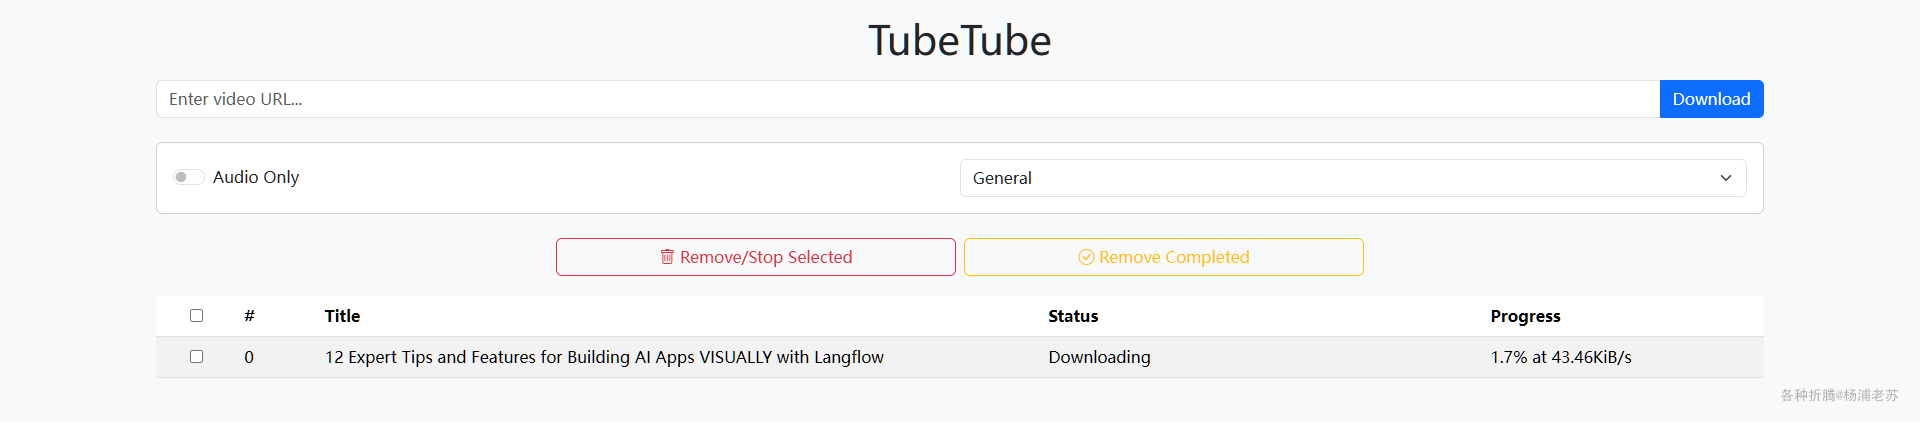 TubeTube
Enter video URL... Download
Audio Only General
Remove/Stop Selected Remove Completed
# Title Status Progress
0 12 Expert Tips and Features for Building AI Apps VISUALLY with Langflow Downloading 1.7% at 43.46KiB/s
各种折腾@杨浦老苏